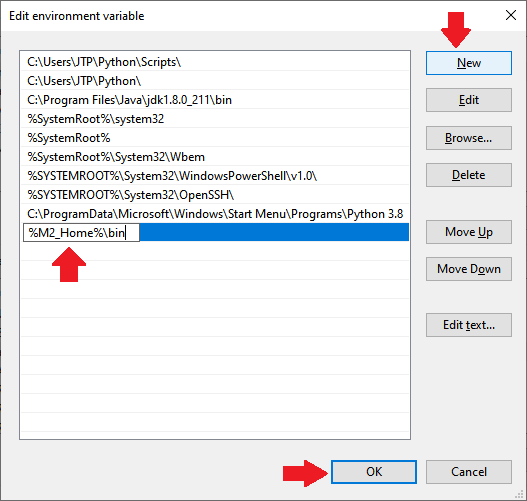 Edit environment variable
C:\Users\JTP\Python\Scripts\
New
C:\Users\JTP\Python\
C:\Program Files\Java\jdk1.8.0_211\bin
Edit
%SystemRoot%\system32
%SystemRoot%
Browse...
%SystemRoot%\System32\Wbem
%SYSTEMROOT%\System32\WindowsPowerShell\v1.0\
Delete
%SYSTEMROOT%\System32\OpenSSH\
C:\ProgramData\Microsoft\Windows\Start Menu\Programs\Python 3.8
%M2_Home%\bin
Move Up
Move Down
Edit text...
OK
Cancel